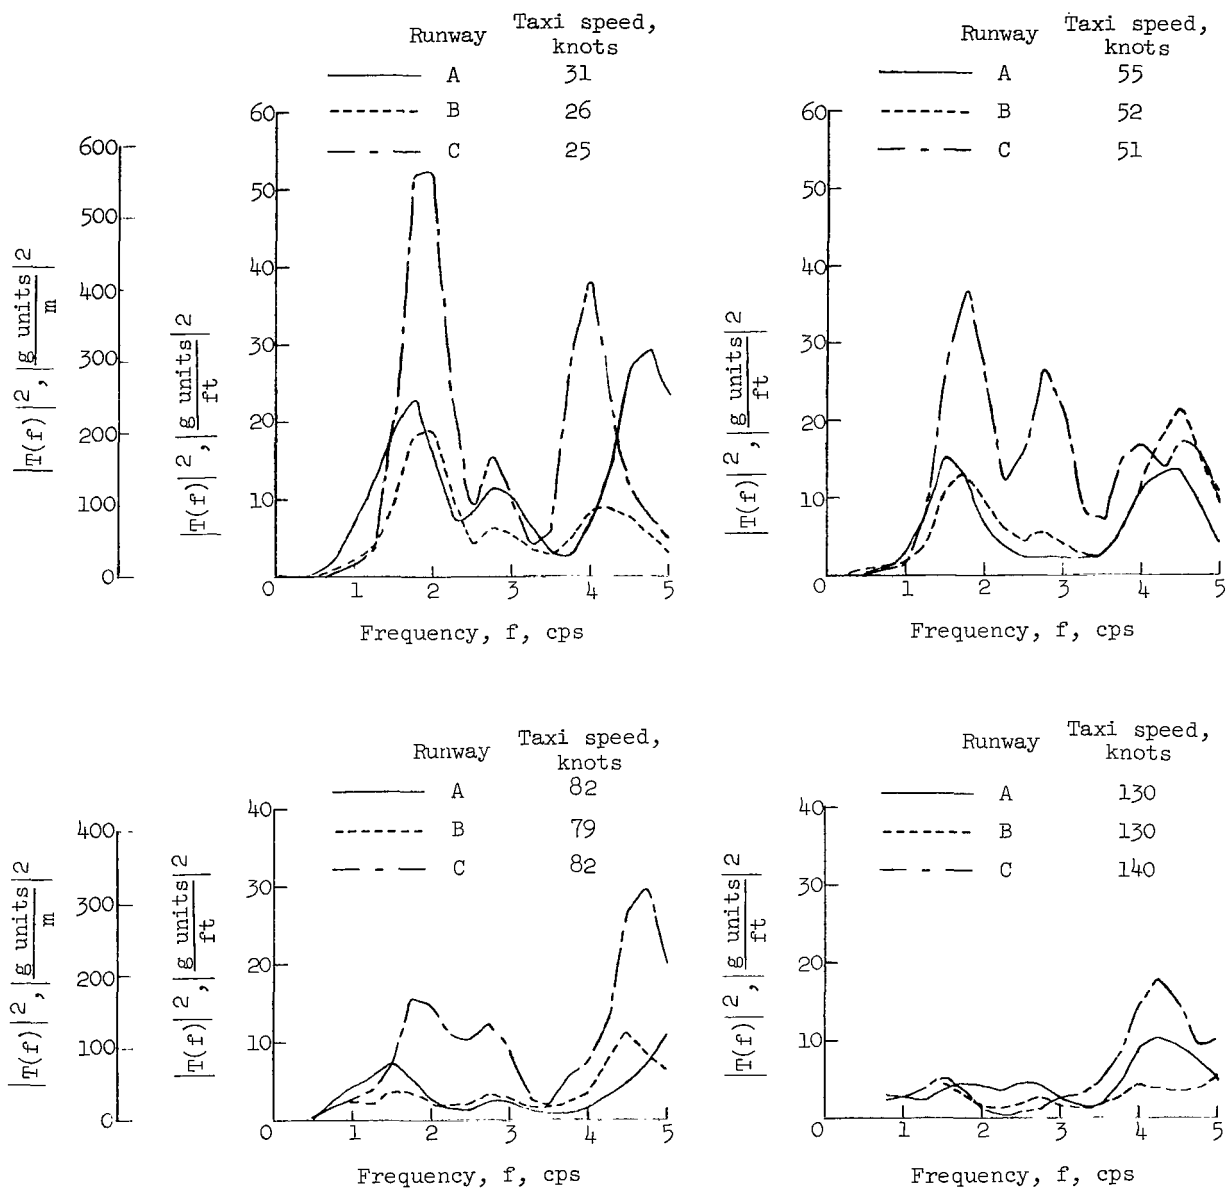 Runway Taxi speed, knots
A 31
B 26
C 25
Runway Taxi speed, knots
A 55
B 52
C 51
600
500
400
300
200
100
0
|T(f)|², |g units/m|²
60
50
40
30
20
10
0 1 2 3 4 5
|T(f)|², |g units/ft|²
Frequency, f, cps
60
50
40
30
20
10
0 1 2 3 4 5
|T(f)|², |g units/ft|²
Frequency, f, cps
Runway Taxi speed, knots
A 82
B 79
C 82
Runway Taxi speed, knots
A 130
B 130
C 140
400
300
200
100
0
|T(f)|², |g units/m|²
40
30
20
10
0 1 2 3 4 5
|T(f)|², |g units/ft|²
Frequency, f, cps
40
30
20
10
0 1 2 3 4 5
|T(f)|², |g units/ft|²
Frequency, f, cps